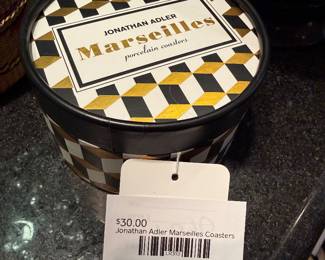 JONATHAN ADLER
Marseilles
porcelain coasters
$30.00
Jonathan Adler Marseilles Coasters